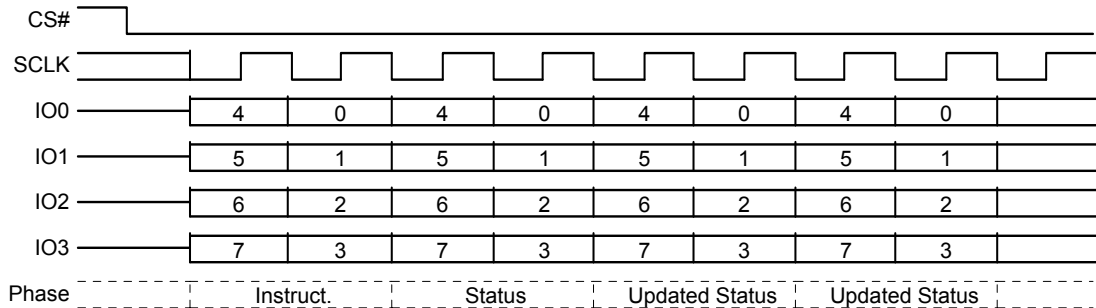 CS#
SCLK
IO0 4 0 4 0 4 0 4 0
IO1 5 1 5 1 5 1 5 1
IO2 6 2 6 2 6 2 6 2
IO3 7 3 7 3 7 3 7 3
Phase Instruct. Status Updated Status Updated Status